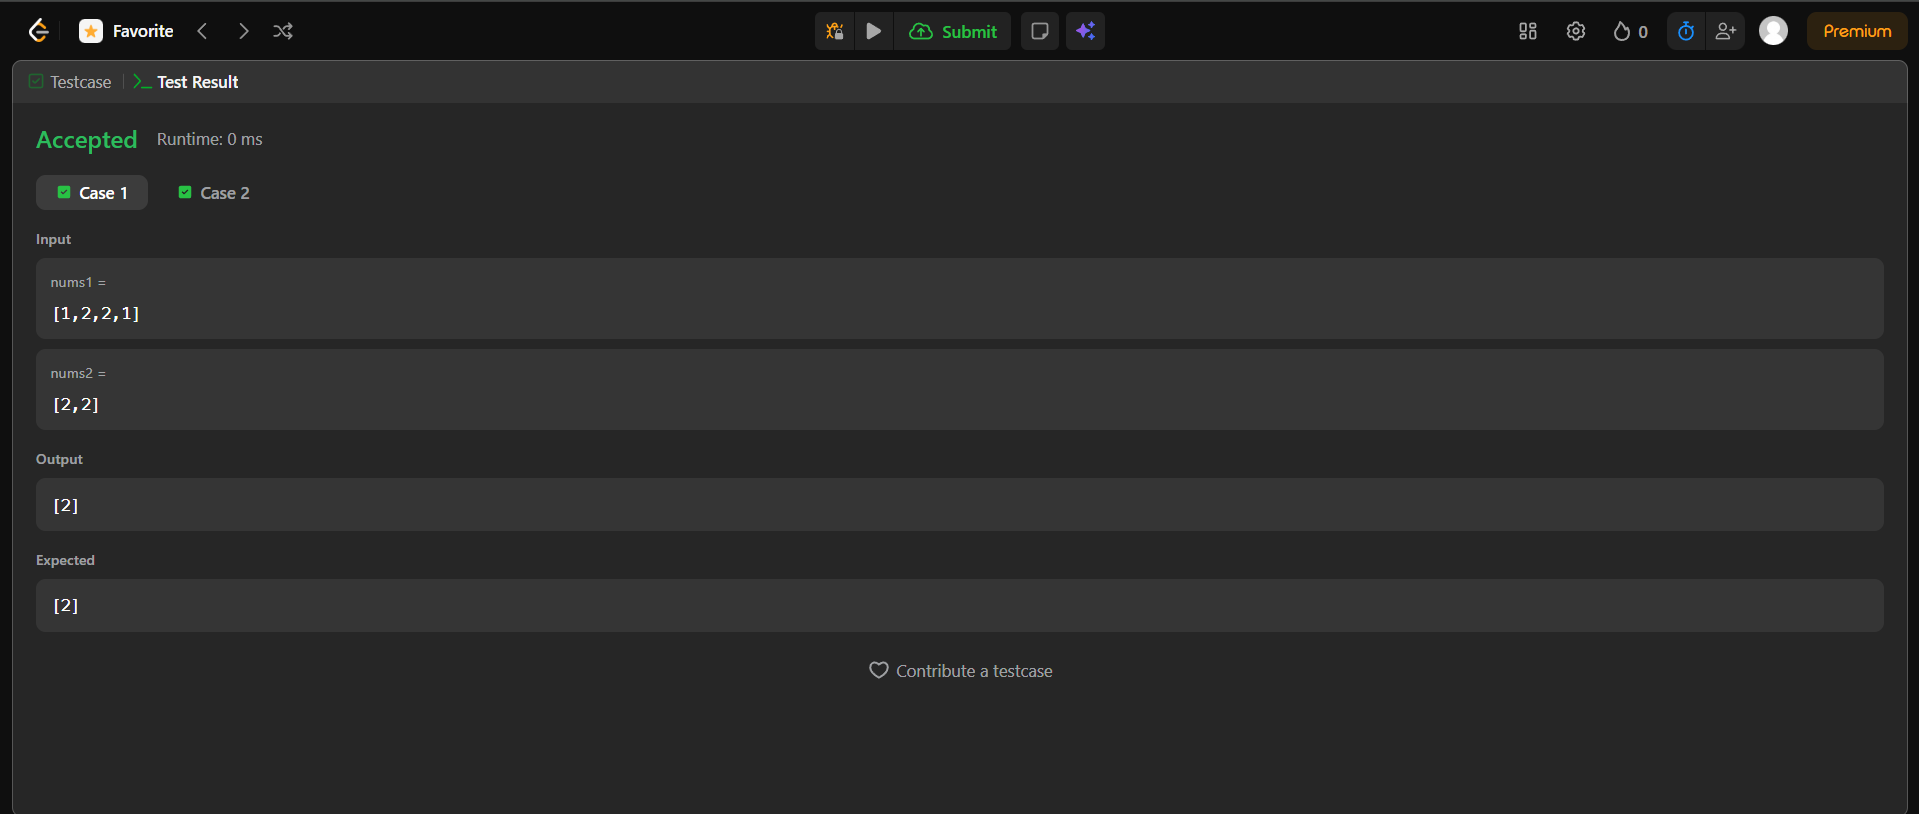 Favorite
Submit
0
Premium
Testcase
Test Result
Accepted Runtime: 0 ms
Case 1 Case 2
Input
nums1 =
[1,2,2,1]
nums2 =
[2,2]
Output
[2]
Expected
[2]
Contribute a testcase